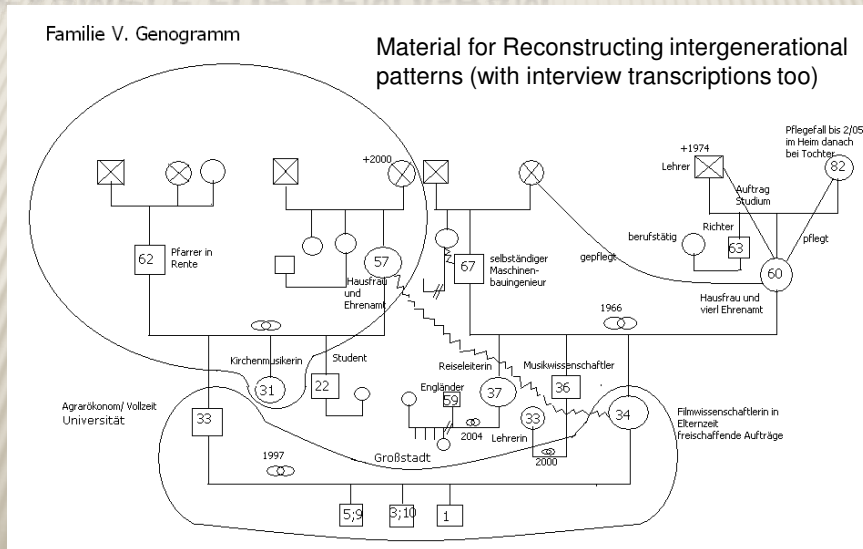 Familie V. Genogramm
Material for Reconstructing intergenerational
patterns (with interview transcriptions too)
Pflegefall bis 2/05
im Heim danach
bei Tochter
+2000
+1974
Lehrer
82
Auftrag
Studium
62
Pfarrer in
Rente
57
Hausfrau
und
Ehrenamt
67
selbständiger
Maschinen-
bauingenieur
gepflegt
berufstätig
Richter
63
pflegt
60
Hausfrau und
vierl Ehrenamt
1966
Kirchenmusikerin
31
Student
22
Reiseleiterin
37
Musikwissenschaftler
36
Engländer
59
2004
33
Lehrerin
2000
34
Filmwissenschaftlerin in
Elternzeit
freischaffende Aufträge
Agrarökonom/ Vollzeit
Universität
33
Großstadt
1997
5;9
3;10
1